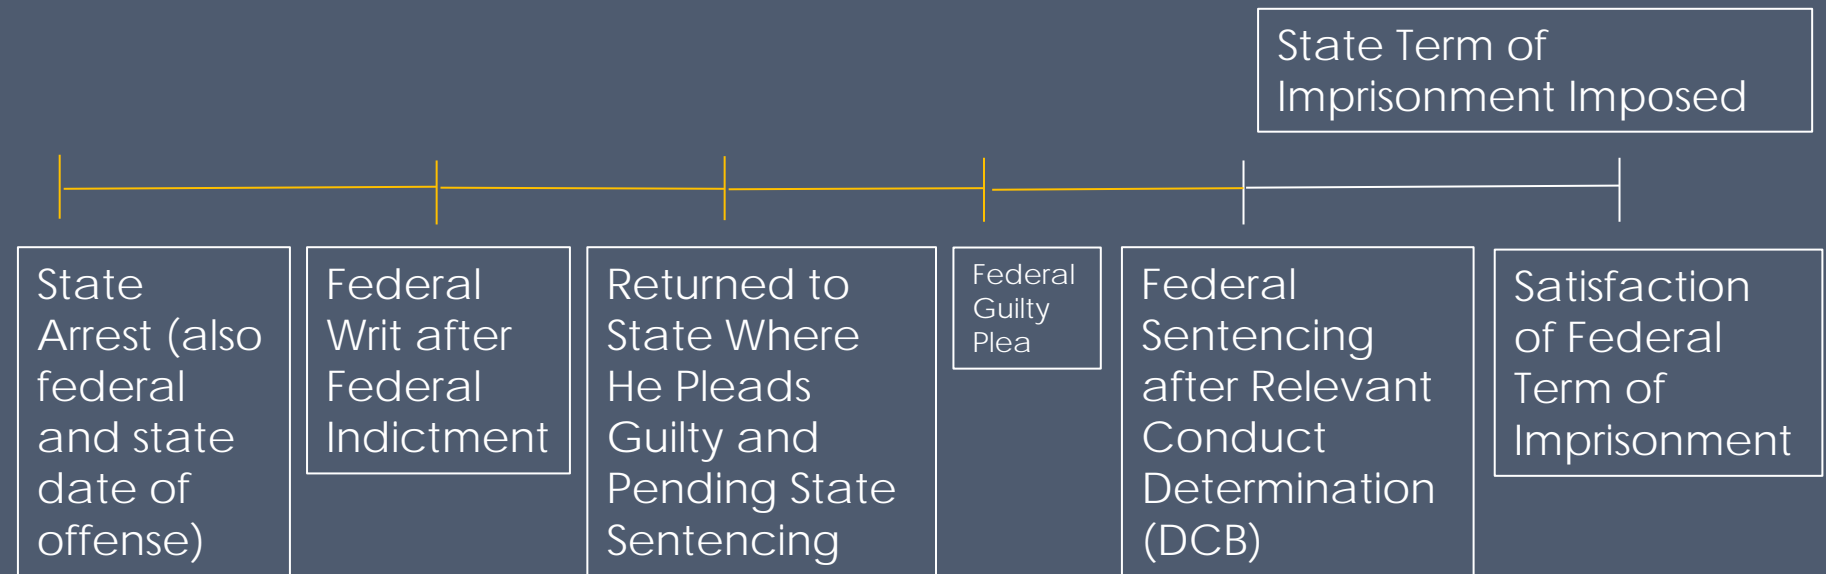 State Term of
Imprisonment Imposed
State
Arrest (also
federal
and state
date of
offense)
Federal
Writ after
Federal
Indictment
Returned to
State Where
He Pleads
Guilty and
Pending State
Sentencing
Federal
Guilty
Plea
Federal
Sentencing
after Relevant
Conduct
Determination
(DCB)
Satisfaction
of Federal
Term of
Imprisonment